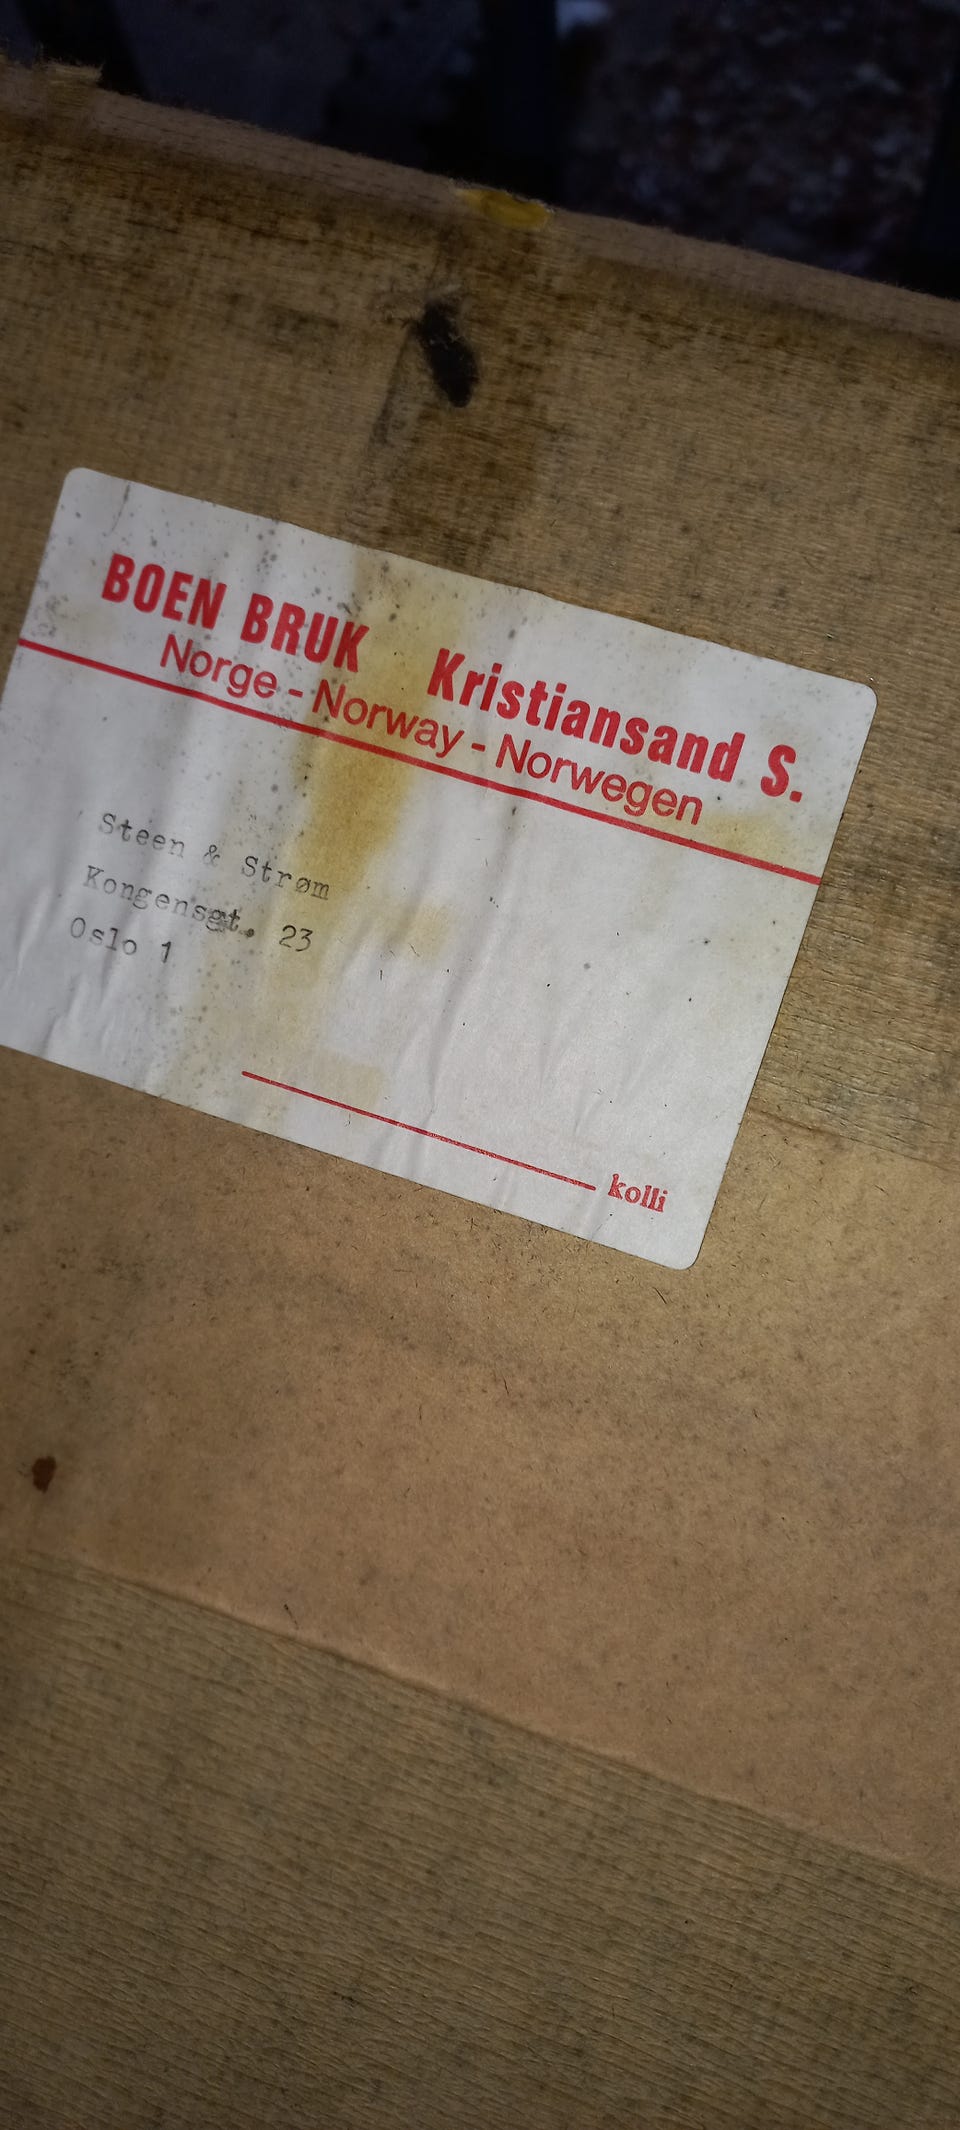 BOEN BRUK Kristiansand S.
Norge - Norway - Norwegen
Steen & Strøm
Kongensgt. 23
Oslo 1
kolli